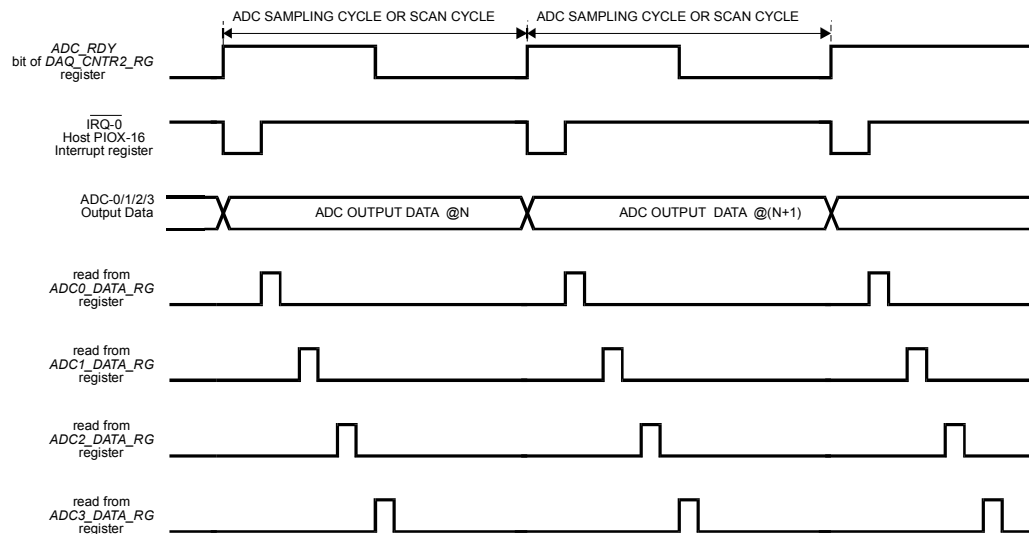 ADC SAMPLING CYCLE OR SCAN CYCLE
ADC SAMPLING CYCLE OR SCAN CYCLE
ADC_RDY
bit of DAQ_CNTR2_RG
register
IRQ-0
Host PIOX-16
Interrupt register
ADC-0/1/2/3
Output Data
ADC OUTPUT DATA @N
ADC OUTPUT DATA @(N+1)
read from
ADC0_DATA_RG
register
read from
ADC1_DATA_RG
register
read from
ADC2_DATA_RG
register
read from
ADC3_DATA_RG
register